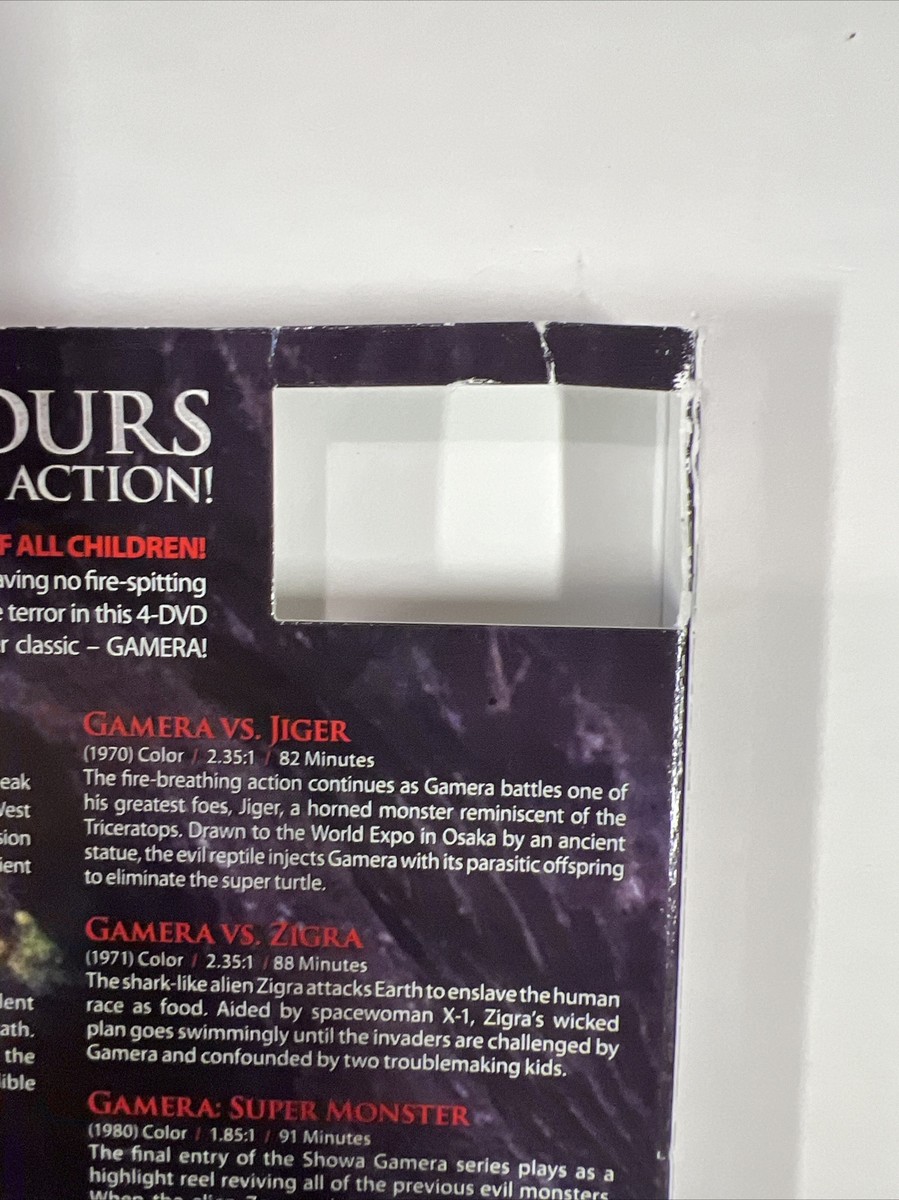 OURS
ACTION!
F ALL CHILDREN!
aving no fire-spitting
e terror in this 4-DVD
r classic – GAMERA!
GAMERA VS. JIGER
(1970) Color / 2.35:1 / 82 Minutes
The fire-breathing action continues as Gamera battles one of
his greatest foes, Jiger, a horned monster reminiscent of the
Triceratops. Drawn to the World Expo in Osaka by an ancient
statue, the evil reptile injects Gamera with its parasitic offspring
to eliminate the super turtle.
eak
West
sion
ient
GAMERA VS. ZIGRA
(1971) Color / 2.35:1 / 88 Minutes
The shark-like alien Zigra attacks Earth to enslave the human
race as food. Aided by spacewoman X-1, Zigra's wicked
plan goes swimmingly until the invaders are challenged by
Gamera and confounded by two troublemaking kids.
lent
ath.
the
ible
GAMERA: SUPER MONSTER
(1980) Color / 1.85:1 / 91 Minutes
The final entry of the Showa Gamera series plays as a
highlight reel reviving all of the previous evil monsters.
When the alien